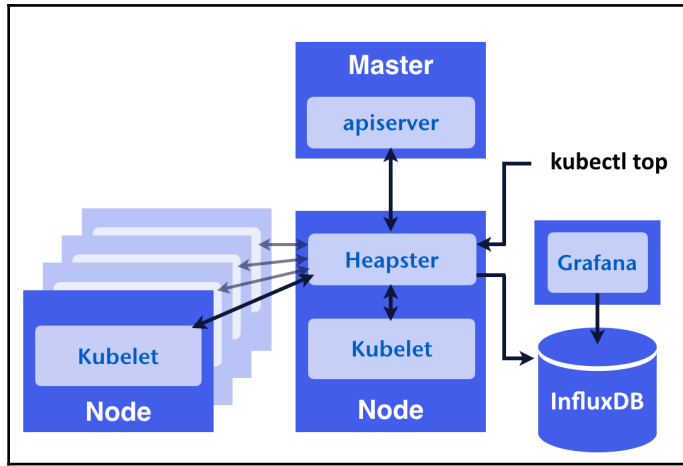 Master
apiserver
kubectl top
Heapster
Grafana
Kubelet
Kubelet
InfluxDB
Node
Node